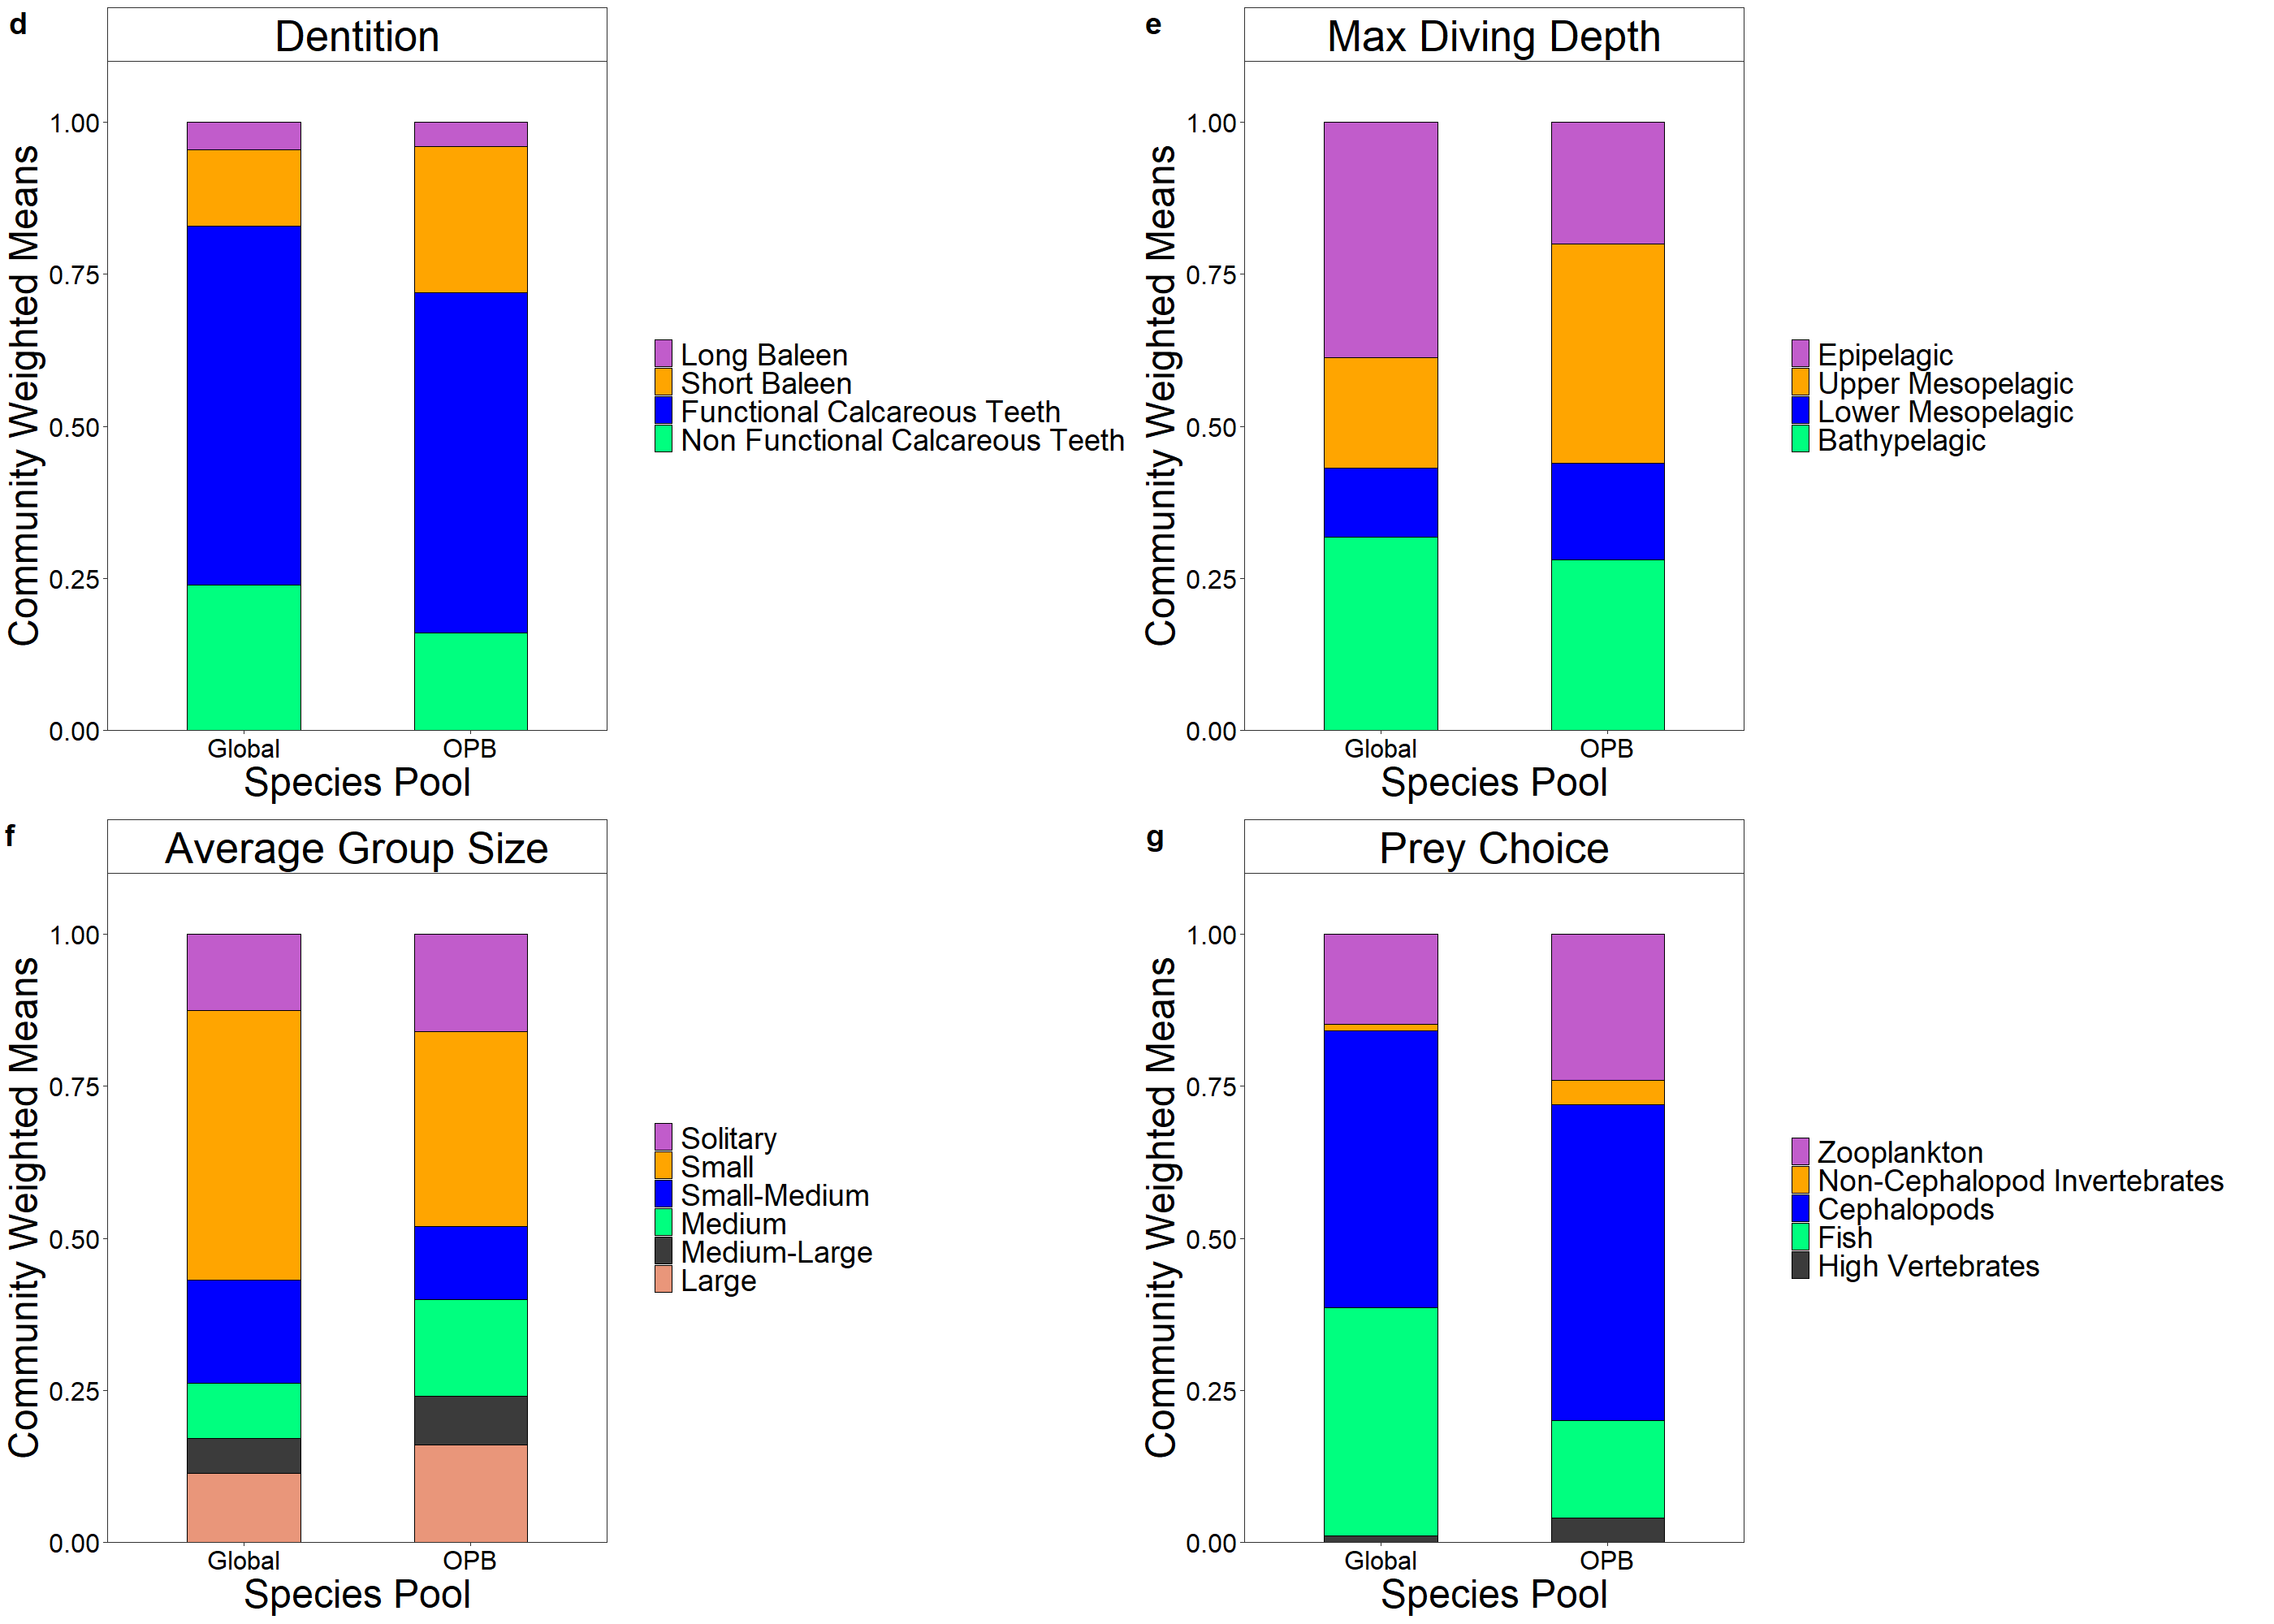 d
Dentition
Community Weighted Means
1.00
0.75
0.50
0.25
0.00
Global
OPB
Species Pool
Long Baleen
Short Baleen
Functional Calcareous Teeth
Non Functional Calcareous Teeth
e
Max Diving Depth
Community Weighted Means
1.00
0.75
0.50
0.25
0.00
Global
OPB
Species Pool
Epipelagic
Upper Mesopelagic
Lower Mesopelagic
Bathypelagic
f
Average Group Size
Community Weighted Means
1.00
0.75
0.50
0.25
0.00
Global
OPB
Species Pool
Solitary
Small
Small-Medium
Medium
Medium-Large
Large
g
Prey Choice
Community Weighted Means
1.00
0.75
0.50
0.25
0.00
Global
OPB
Species Pool
Zooplankton
Non-Cephalopod Invertebrates
Cephalopods
Fish
High Vertebrates